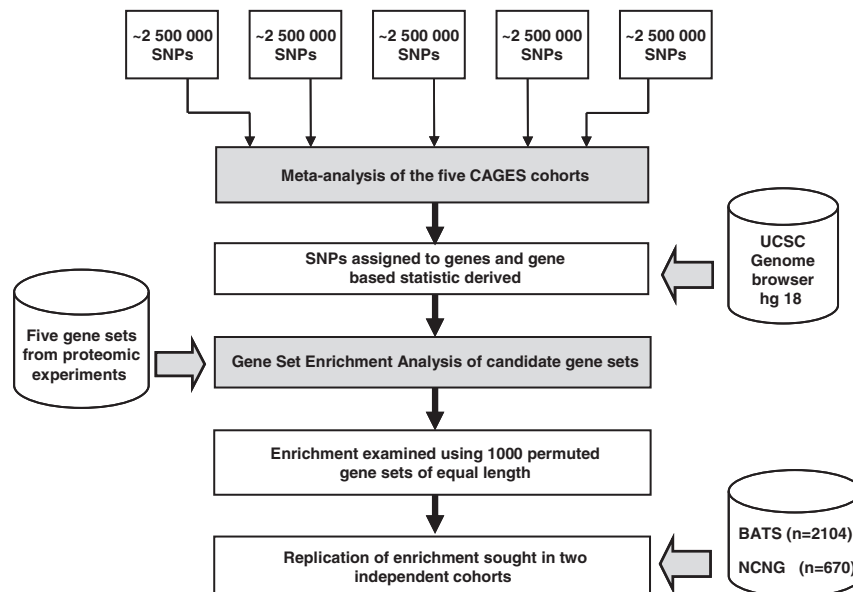 ~2 500 000
SNPs
~2 500 000
SNPs
~2 500 000
SNPs
~2 500 000
SNPs
~2 500 000
SNPs
Meta-analysis of the five CAGES cohorts
SNPs assigned to genes and gene
based statistic derived
UCSC
Genome
browser
hg 18
Five gene sets
from proteomic
experiments
Gene Set Enrichment Analysis of candidate gene sets
Enrichment examined using 1000 permuted
gene sets of equal length
Replication of enrichment sought in two
independent cohorts
BATS (n=2104)
NCNG (n=670)